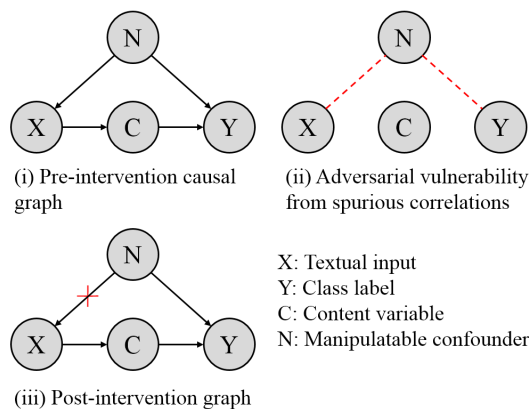 N
X
C
Y
(i) Pre-intervention causal
graph
N
X
C
Y
(ii) Adversarial vulnerability
from spurious correlations
N
X
C
Y
(iii) Post-intervention graph
X: Textual input
Y: Class label
C: Content variable
N: Manipulatable confounder